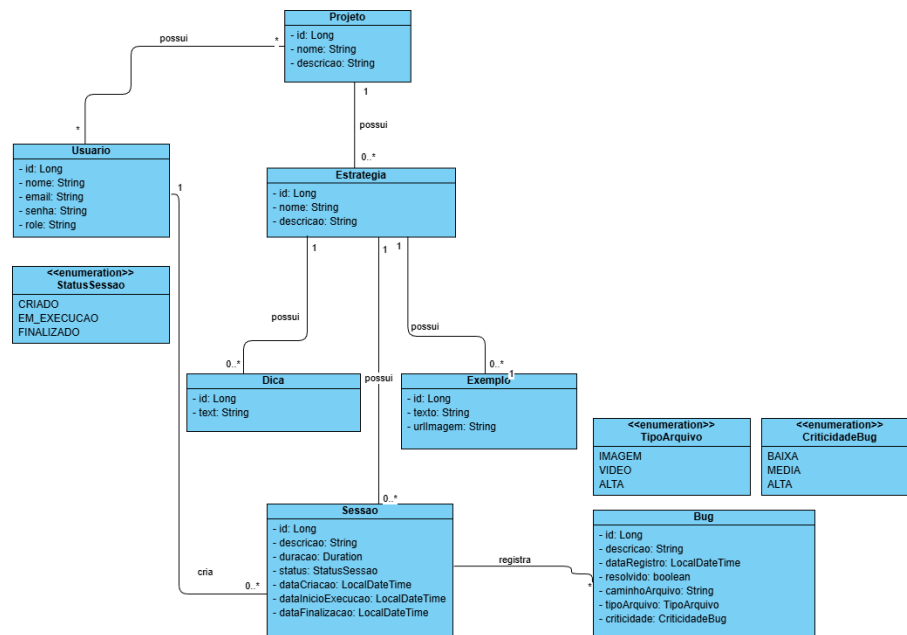 Projeto
- id: Long
- nome: String
- descricao: String
possui
*
*
1
possui
0..*
Usuario
- id: Long
- nome: String
- email: String
- senha: String
- role: String
1
Estrategia
- id: Long
- nome: String
- descricao: String
1
1
1
<<enumeration>>
StatusSessao
CRIADO
EM_EXECUCAO
FINALIZADO
possui
possui
possui
0..*
0..*
1
Dica
- id: Long
- text: String
Exemplo
- id: Long
- texto: String
- urlImagem: String
<<enumeration>>
TipoArquivo
IMAGEM
VIDEO
ALTA
<<enumeration>>
CriticidadeBug
BAIXA
MEDIA
ALTA
0..*
Sessao
- id: Long
- descricao: String
- duracao: Duration
- status: StatusSessao
- dataCriacao: LocalDateTime
- dataInicioExecucao: LocalDateTime
- dataFinalizacao: LocalDateTime
cria
0..*
registra
*
Bug
- id: Long
- descricao: String
- dataRegistro: LocalDateTime
- resolvido: boolean
- caminhoArquivo: String
- tipoArquivo: TipoArquivo
- criticidade: CriticidadeBug